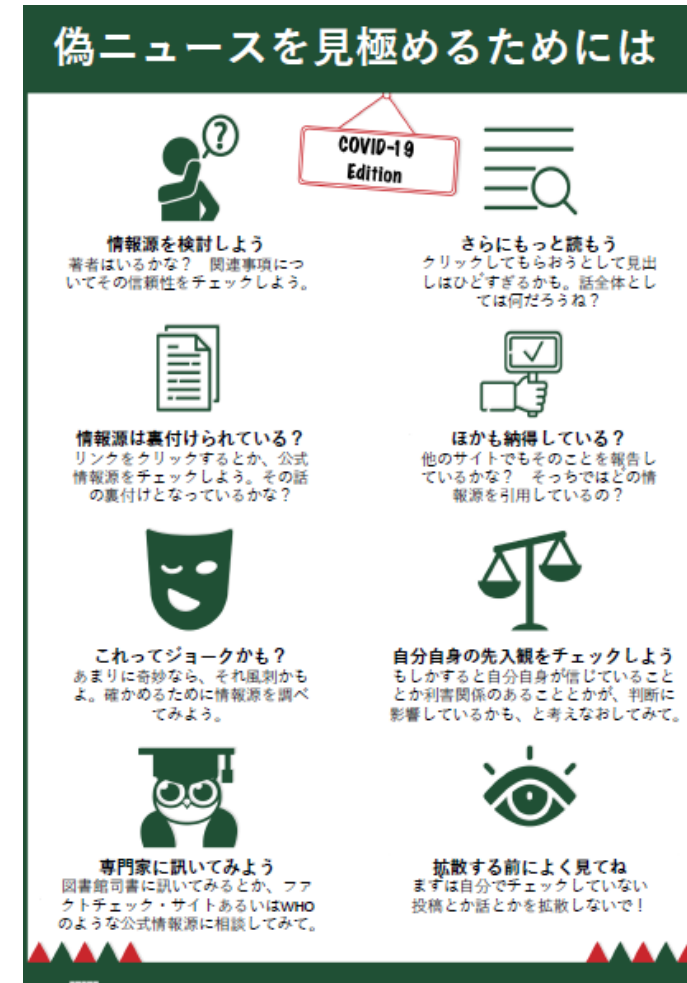 偽ニュースを見極めるためには
COVID-19
Edition
情報源を検討しよう
著者はいるかな？　関連事項につ
いてその信頼性をチェックしよう。
さらにもっと読もう
クリックしてもらおうとして見出
しはひどすぎるかも。話全体とし
ては何だろうね？
情報源は裏付けられている？
リンクをクリックするとか、公式
情報源をチェックしよう。その話
の裏付けとなっているかな？
ほかも納得している？
他のサイトでもそのことを報告し
ているかな？　そっちではどの情
報源を引用しているの？
これってジョークかも？
あまりに奇妙なら、それ風刺かも
よ。確かめるために情報源を調べ
てみよう。
自分自身の先入観をチェックしよう
もしかすると自分自身が信じていること
とか利害関係のあることとかが、判断に
影響しているかも、と考えなおしてみて。
専門家に訊いてみよう
図書館司書に訊いてみるとか、ファ
クトチェック・サイトあるいはWHO
のような公式情報源に相談してみて。
拡散する前によく見てね
まずは自分でチェックしていない
投稿とか話とかを拡散しないで！